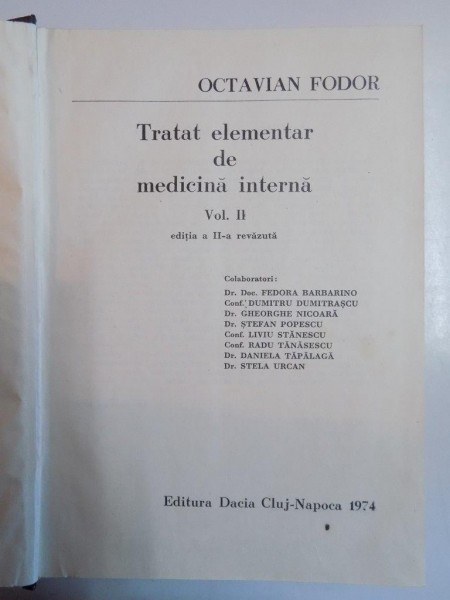 OCTAVIAN FODOR
Tratat elementar
de
medicină internă
Vol. II
ediția a II-a revăzută
Colaboratori:
Dr. Doc. FEDORA BARBARINO
Conf. DUMITRU DUMITRAȘCU
Dr. GHEORGHE NICOARĂ
Dr. ȘTEFAN POPESCU
Conf. LIVIU STĂNESCU
Conf. RADU TĂNĂSESCU
Dr. DANIELA TĂPĂLAGĂ
Dr. STELA URCAN
Editura Dacia Cluj-Napoca 1974